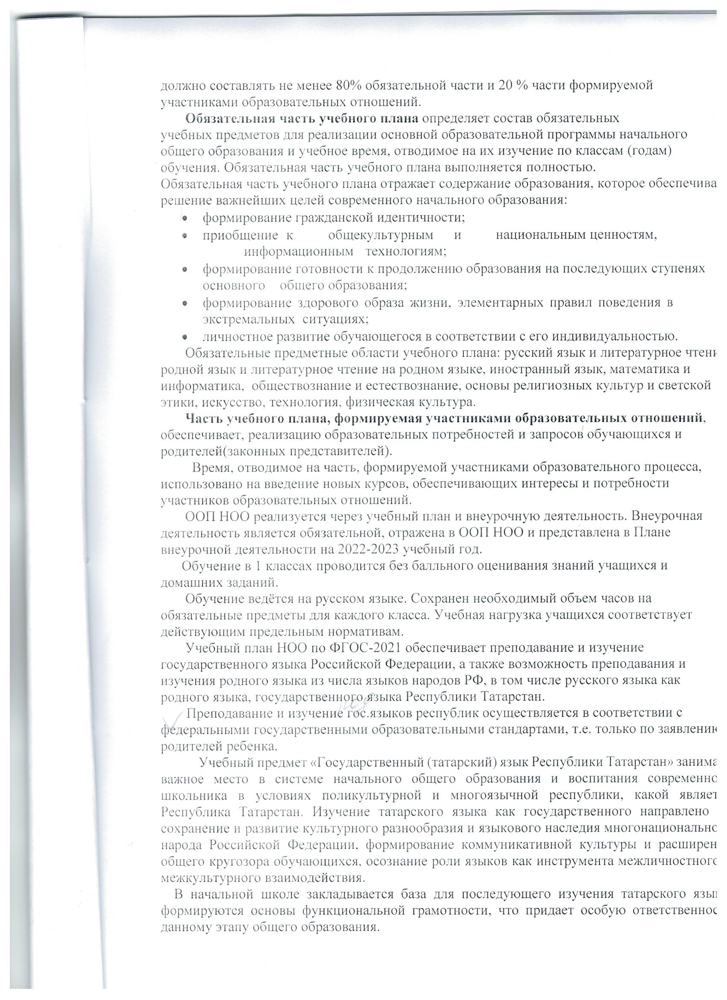 должно составлять не менее 80% обязательной части и 20 % части формируемой
участниками образовательных отношений.
Обязательная часть учебного плана определяет состав обязательных
учебных предметов для реализации основной образовательной программы начального
общего образования и учебное время, отводимое на их изучение по классам (годам)
обучения. Обязательная часть учебного плана выполняется полностью.
Обязательная часть учебного плана отражает содержание образования, которое обеспечива
решение важнейших целей современного начального образования:
• формирование гражданской идентичности;
• приобщение к общекультурным и национальным ценностям,
информационным технологиям;
• формирование готовности к продолжению образования на последующих ступенях
основного общего образования;
• формирование здорового образа жизни, элементарных правил поведения в
экстремальных ситуациях;
• личностное развитие обучающегося в соответствии с его индивидуальностью.
Обязательные предметные области учебного плана: русский язык и литературное чтени
родной язык и литературное чтение на родном языке, иностранный язык, математика и
информатика, обществознание и естествознание, основы религиозных культур и светской
этики, искусство, технология, физическая культура.
Часть учебного плана, формируемая участниками образовательных отношений,
обеспечивает, реализацию образовательных потребностей и запросов обучающихся и
родителей(законных представителей).
Время, отводимое на часть, формируемой участниками образовательного процесса,
использовано на введение новых курсов, обеспечивающих интересы и потребности
участников образовательных отношений.
ООП НОО реализуется через учебный план и внеурочную деятельность. Внеурочная
деятельность является обязательной, отражена в ООП НОО и представлена в Плане
внеурочной деятельности на 2022-2023 учебный год.
Обучение в 1 классах проводится без балльного оценивания знаний учащихся и
домашних заданий.
Обучение ведётся на русском языке. Сохранен необходимый объем часов на
обязательные предметы для каждого класса. Учебная нагрузка учащихся соответствует
действующим предельным нормативам.
Учебный план НОО по ФГОС-2021 обеспечивает преподавание и изучение
государственного языка Российской Федерации, а также возможность преподавания и
изучения родного языка из числа языков народов РФ, в том числе русского языка как
родного языка, государственного языка Республики Татарстан.
Преподавание и изучение гос.языков республик осуществляется в соответствии с
федеральными государственными образовательными стандартами, т.е. только по заявлению
родителей ребенка.
Учебный предмет «Государственный (татарский) язык Республики Татарстан» занима
важное место в системе начального общего образования и воспитания современно
школьника в условиях поликультурной и многоязычной республики, какой являет
Республика Татарстан. Изучение татарского языка как государственного направлено
сохранение и развитие культурного разнообразия и языкового наследия многонационально
народа Российской Федерации, формирование коммуникативной культуры и расширен
общего кругозора обучающихся, осознание роли языков как инструмента межличностного
межкультурного взаимодействия.
В начальной школе закладывается база для последующего изучения татарского язы
формируются основы функциональной грамотности, что придает особую ответственнос
данному этапу общего образования.